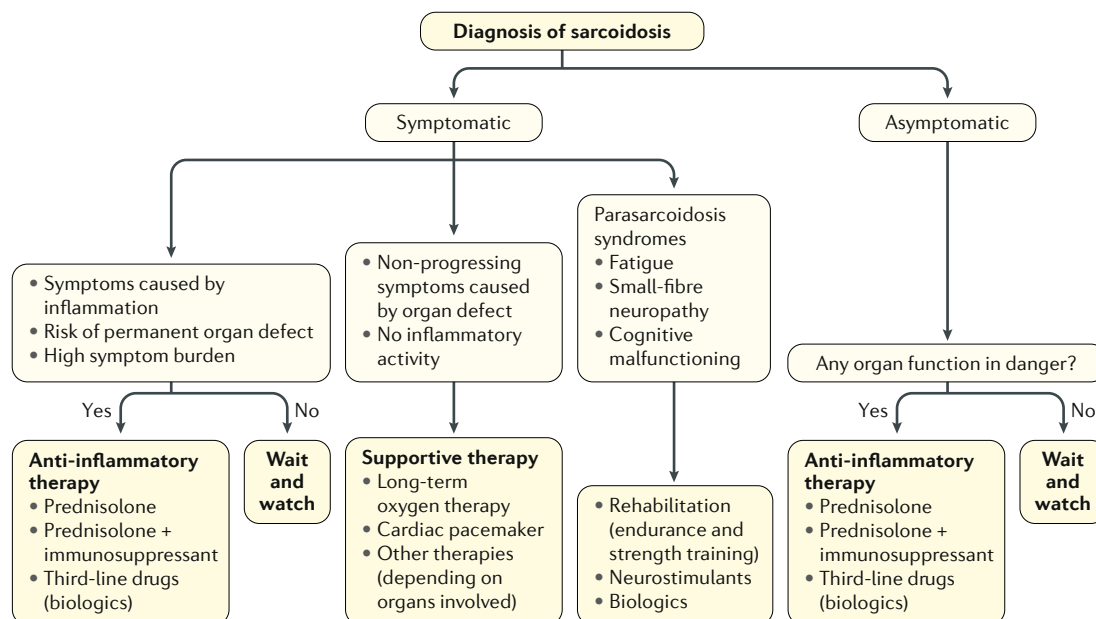 Diagnosis of sarcoidosis
Symptomatic
Asymptomatic
• Symptoms caused by
inflammation
• Risk of permanent organ defect
• High symptom burden
• Non-progressing
symptoms caused
by organ defect
• No inflammatory
activity
Parasarcoidosis
syndromes
• Fatigue
• Small-fibre
neuropathy
• Cognitive
malfunctioning
Any organ function in danger?
Yes
No
Yes
No
Anti-inflammatory
therapy
• Prednisolone
• Prednisolone +
immunosuppressant
• Third-line drugs
(biologics)
Wait
and
watch
Supportive therapy
• Long-term
oxygen therapy
• Cardiac pacemaker
• Other therapies
(depending on
organs involved)
• Rehabilitation
(endurance and
strength training)
• Neurostimulants
• Biologics
Anti-inflammatory
therapy
• Prednisolone
• Prednisolone +
immunosuppressant
• Third-line drugs
(biologics)
Wait
and
watch